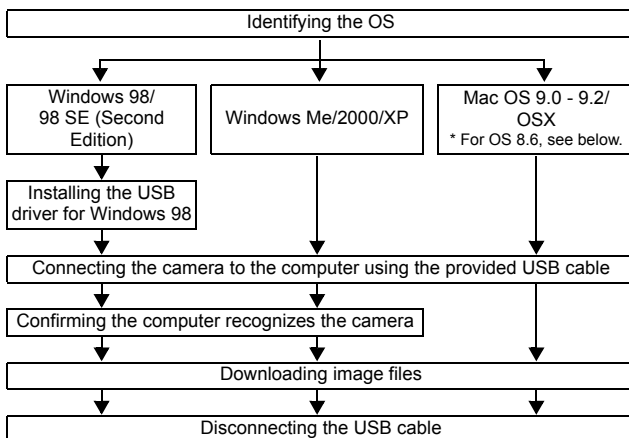 Identifying the OS
Windows 98/
98 SE (Second
Edition)
Windows Me/2000/XP
Mac OS 9.0 - 9.2/
OSX
* For OS 8.6, see below.
Installing the USB
driver for Windows 98
Connecting the camera to the computer using the provided USB cable
Confirming the computer recognizes the camera
Downloading image files
Disconnecting the USB cable